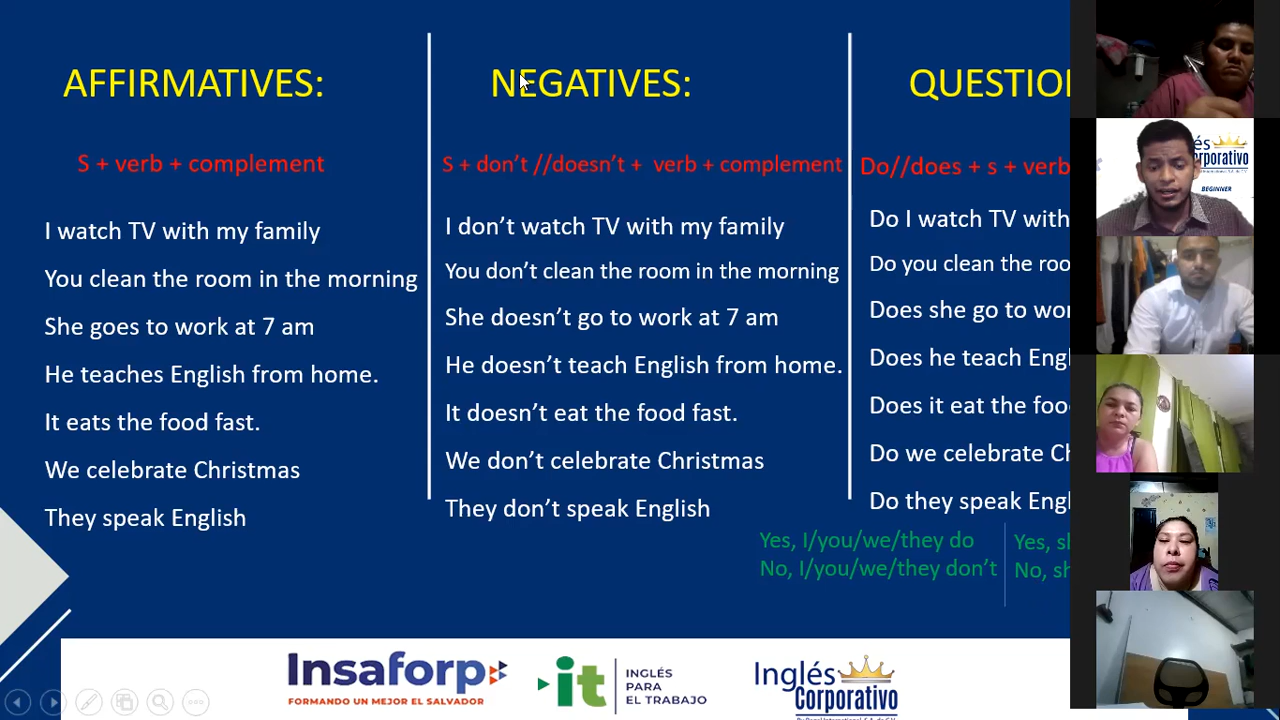 AFFIRMATIVES:
S + verb + complement
I watch TV with my family
You clean the room in the morning
She goes to work at 7 am
He teaches English from home.
It eats the food fast.
We celebrate Christmas
They speak English
NEGATIVES:
S + don't //doesn't + verb + complement
I don't watch TV with my family
You don't clean the room in the morning
She doesn't go to work at 7 am
He doesn't teach English from home.
It doesn't eat the food fast.
We don't celebrate Christmas
They don't speak English
QUESTIO
Do//does + s + verb
Do I watch TV with
Do you clean the roo
Does she go to wor
Does he teach Engl
Does it eat the foo
Do we celebrate Ch
Do they speak Engl
Yes, I/you/we/they do
No, I/you/we/they don't
Yes, sh
No, sh
Insaforp
FORMANDO UN MEJOR EL SALVADOR
it
INGLÉS
PARA
EL TRABAJO
Inglés
Corporativo
glés
orporativo
BEGINNER